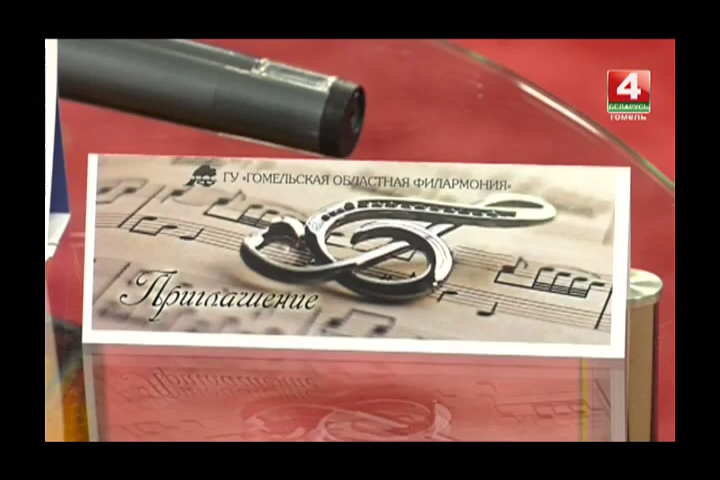 4
БЕЛАРУСЬ
ГОМЕЛЬ
ГУ «ГОМЕЛЬСКАЯ ОБЛАСТНАЯ ФИЛАРМОНИЯ»
Приглашение